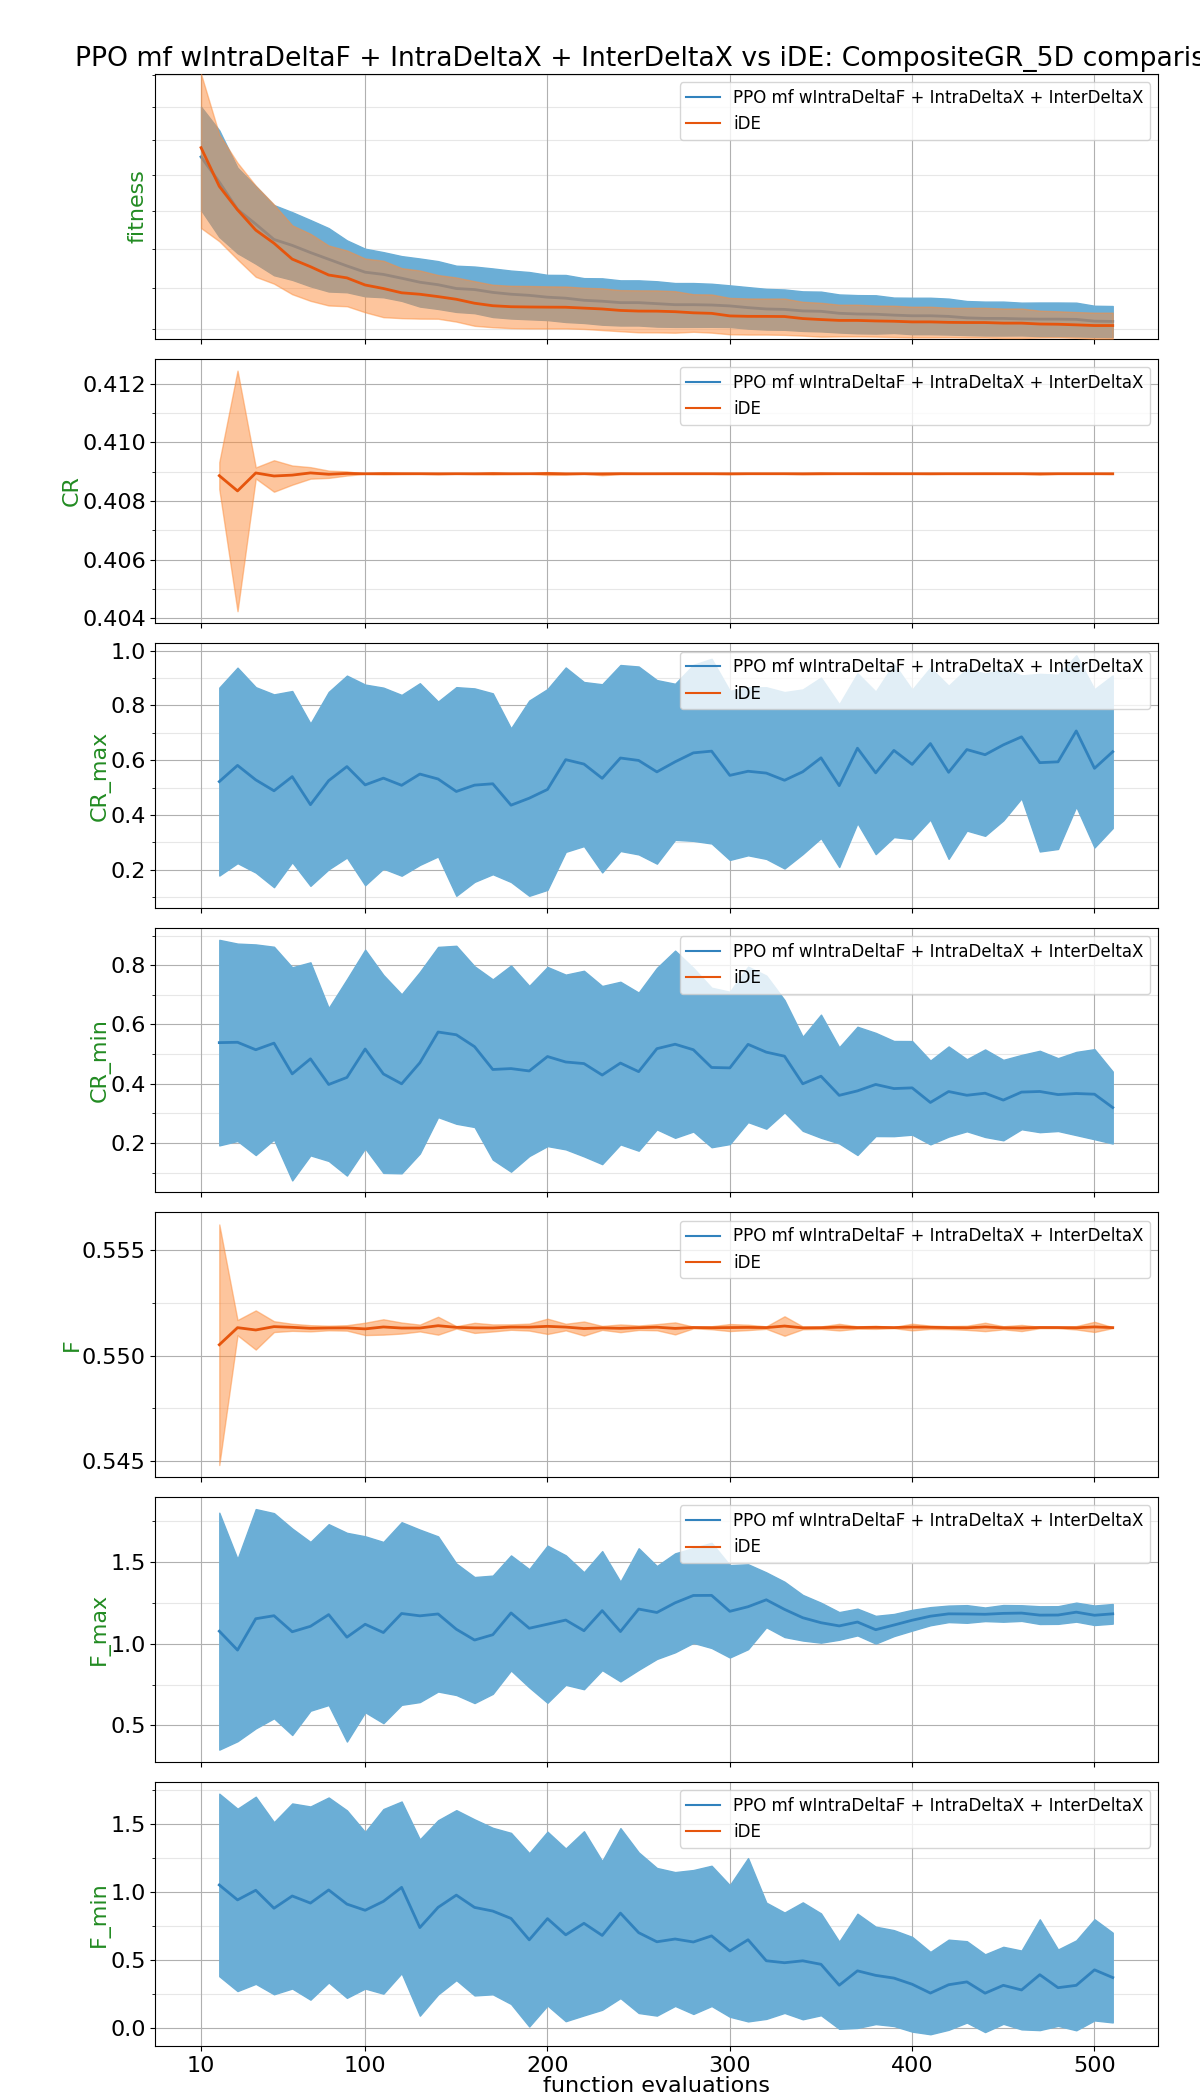 PPO mf wIntraDeltaF + IntraDeltaX + InterDeltaX vs iDE: CompositeGR_5D comparis
PPO mf wIntraDeltaF + IntraDeltaX + InterDeltaX
iDE
fitness
PPO mf wIntraDeltaF + IntraDeltaX + InterDeltaX
iDE
0.412
0.410
0.408
0.406
0.404
CR
PPO mf wIntraDeltaF + IntraDeltaX + InterDeltaX
iDE
1.0
0.8
0.6
0.4
0.2
CR_max
PPO mf wIntraDeltaF + IntraDeltaX + InterDeltaX
iDE
0.8
0.6
0.4
0.2
CR_min
PPO mf wIntraDeltaF + IntraDeltaX + InterDeltaX
iDE
0.555
0.550
0.545
F
PPO mf wIntraDeltaF + IntraDeltaX + InterDeltaX
iDE
1.5
1.0
0.5
F_max
PPO mf wIntraDeltaF + IntraDeltaX + InterDeltaX
iDE
1.5
1.0
0.5
0.0
F_min
10 100 200 300 400 500
function evaluations